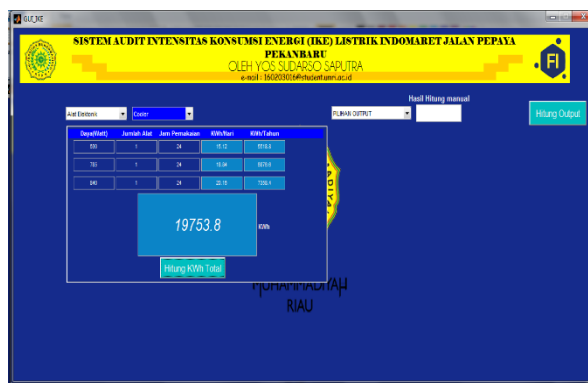 GUI_IKE
SISTEM AUDIT INTENSITAS KONSUMSI ENERGI (IKE) LISTRIK INDOMARET JALAN PEPAYA
PEKANBARU
OLEH YOS SUDARSO SAPUTRA
e-mail : 160203016@student.umri.ac.id
FI
Hasil Hitung manual
Alat Elektonik Cooler PILIHAN OUTPUT Hitung Output
Daya(Watt) Jumlah Alat Jam Pemakaian KWh/Hari KWh/Tahun
1 24 15.12 5518.8
1 24
840 1 24 20.16 7358.4
19753.8 KWh
Hitung KWh Total
MUHAMMADIYAH
RIAU